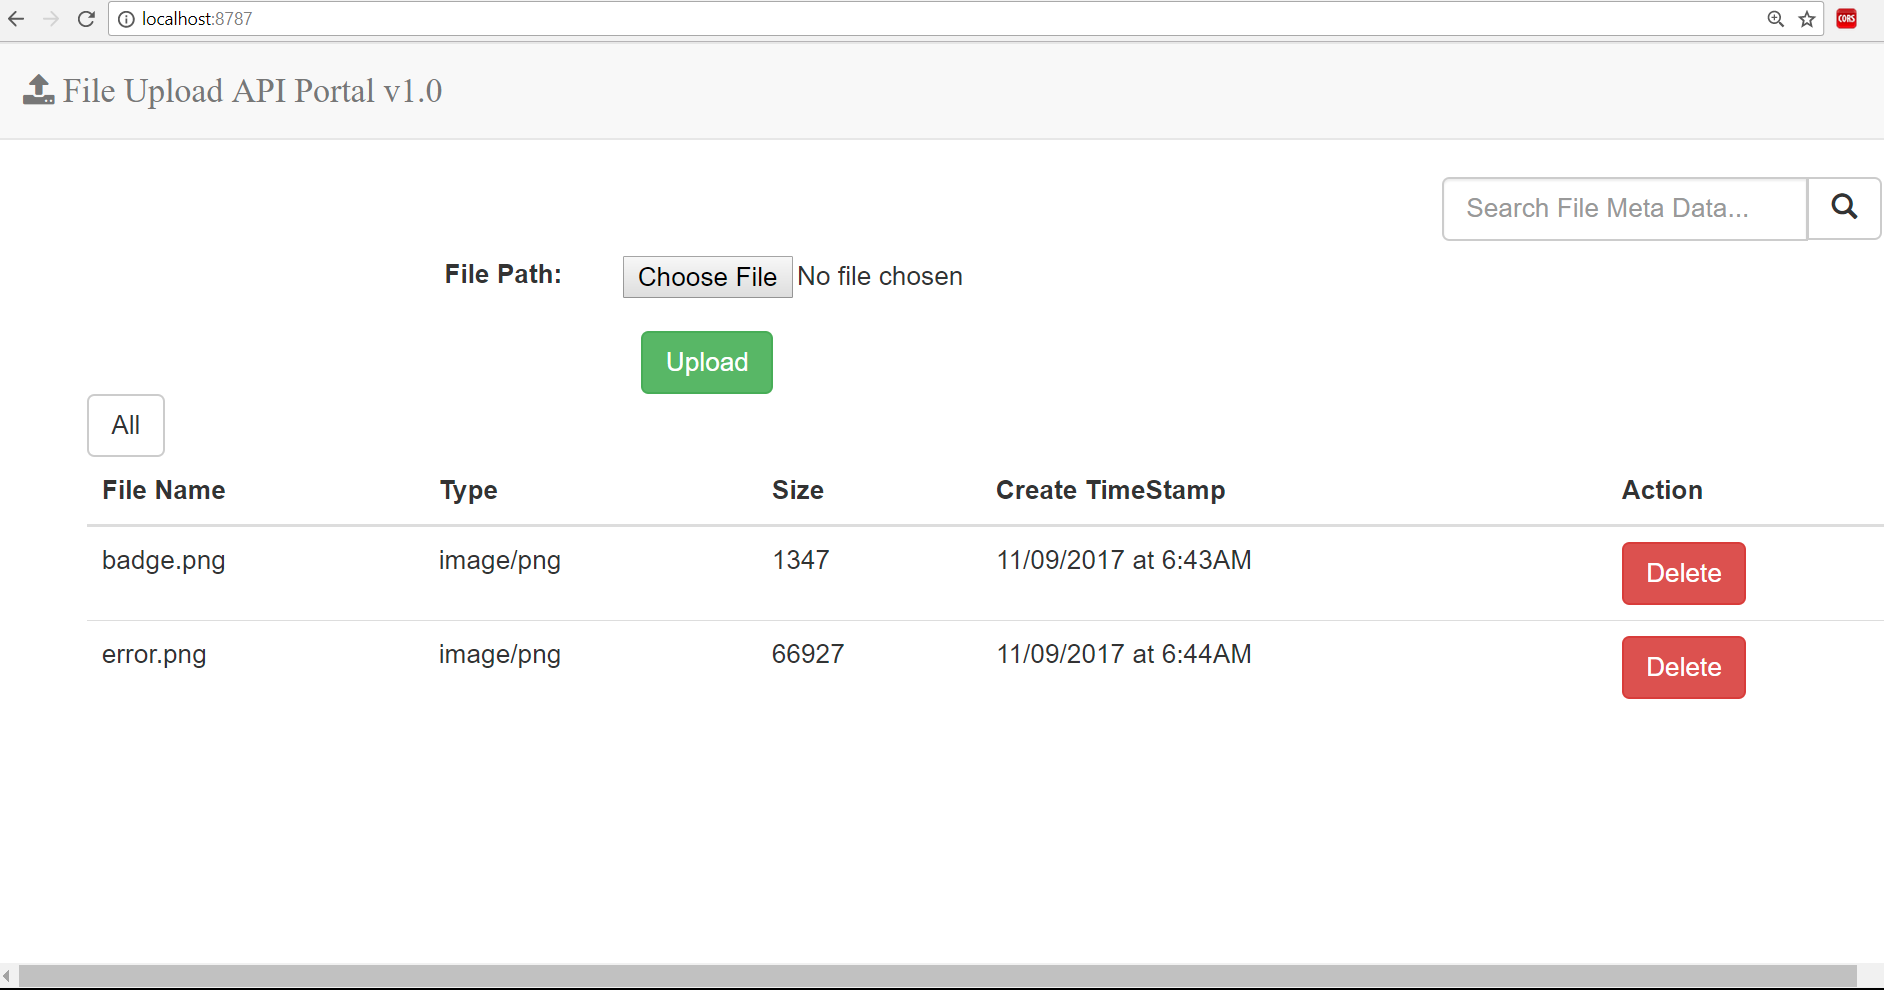 localhost:8787
CORS
File Upload API Portal v1.0
Search File Meta Data...
File Path: Choose File No file chosen
Upload
All
File Name Type Size Create TimeStamp Action
badge.png image/png 1347 11/09/2017 at 6:43AM Delete
error.png image/png 66927 11/09/2017 at 6:44AM Delete